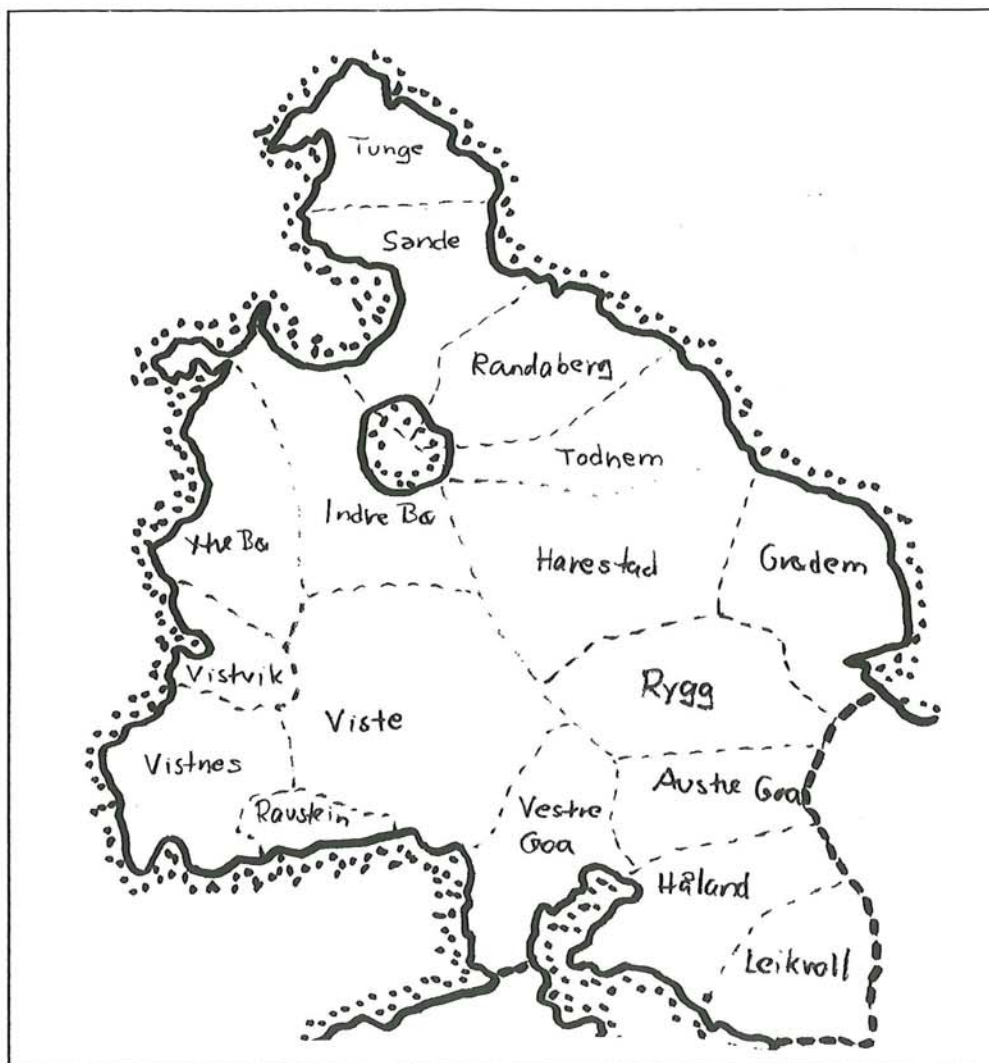 Tunge
Sande
Randaberg
Todnem
Indre Bø
Ytre Bø
Harestad
Grødem
Vistvik
Rygg
Viste
Vistnes
Austre Goa
Raustein
Vestre
Goa
Håland
Leikvoll